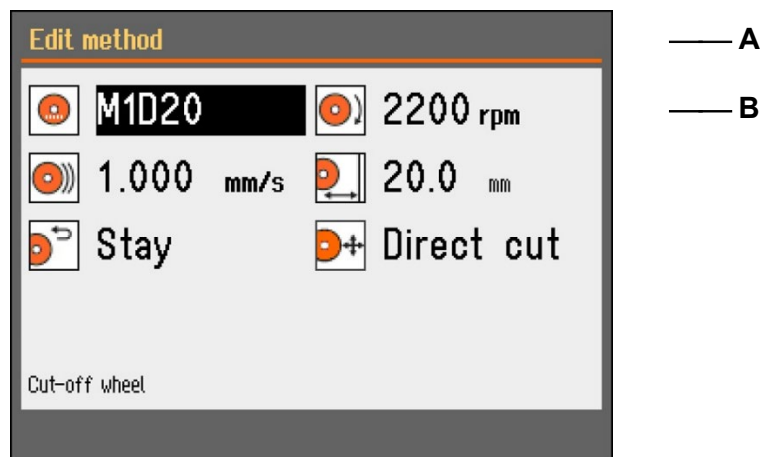 Edit method
A
M1D20 2200 rpm
B
1.000 mm/s 20.0 mm
Stay Direct cut
Cut-off wheel